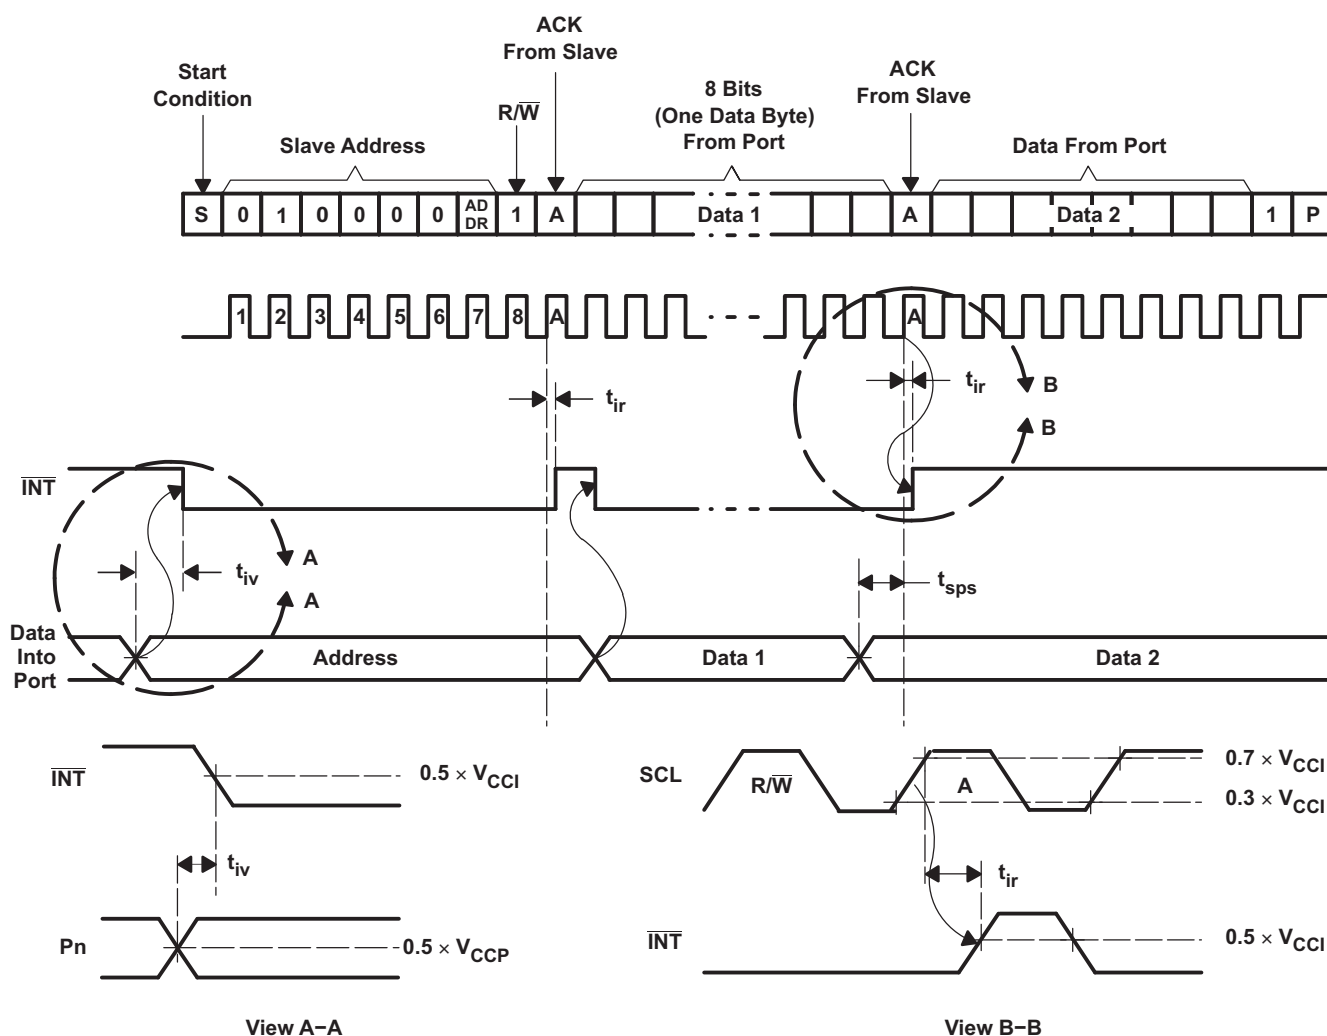 ACK
From Slave
Start
Condition
R/W̅
8 Bits
(One Data Byte)
From Port
ACK
From Slave
Slave Address
Data From Port
S 0 1 0 0 0 0 AD DR 1 A Data 1 A Data 2 1 P
1 2 3 4 5 6 7 8 A A
t_ir
t_ir
B
B
I̅N̅T̅
t_iv
A
A
t_sps
Data
Into
Port
Address
Data 1
Data 2
I̅N̅T̅
0.5 × V_CCI
t_iv
Pn
0.5 × V_CCP
View A–A
SCL
R/W̅
A
0.7 × V_CCI
0.3 × V_CCI
t_ir
I̅N̅T̅
0.5 × V_CCI
View B–B